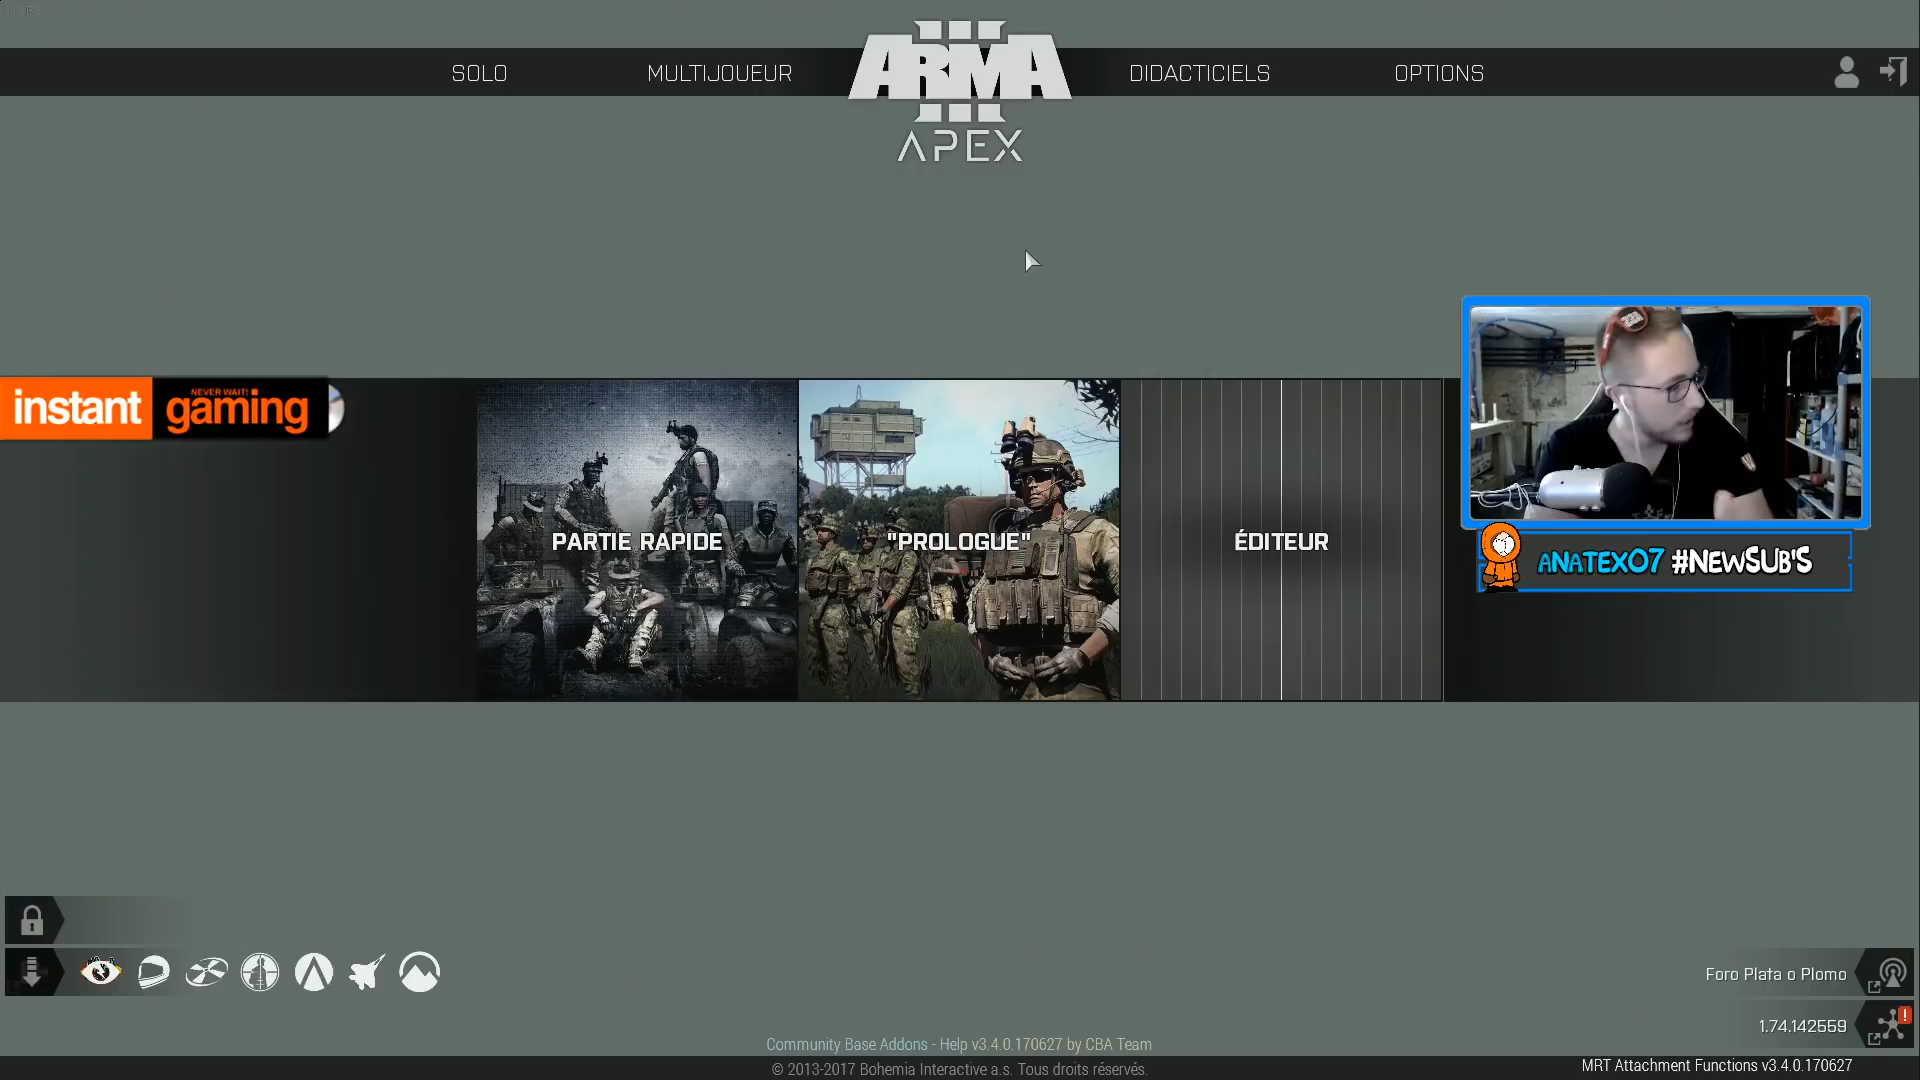 SOLO
MULTIJOUEUR
ARMA
III
APEX
DIDACTICIELS
OPTIONS
instant
NEVER WAIT!
gaming
PARTIE RAPIDE
"PROLOGUE"
ÉDITEUR
ANATEX07 #NEWSUB'S
Foro Plata o Plomo
1.74.142559
Community Base Addons - Help v3.4.0.170627 by CBA Team
© 2013-2017 Bohemia Interactive a.s. Tous droits réservés.
MRT Attachment Functions v3.4.0.170627